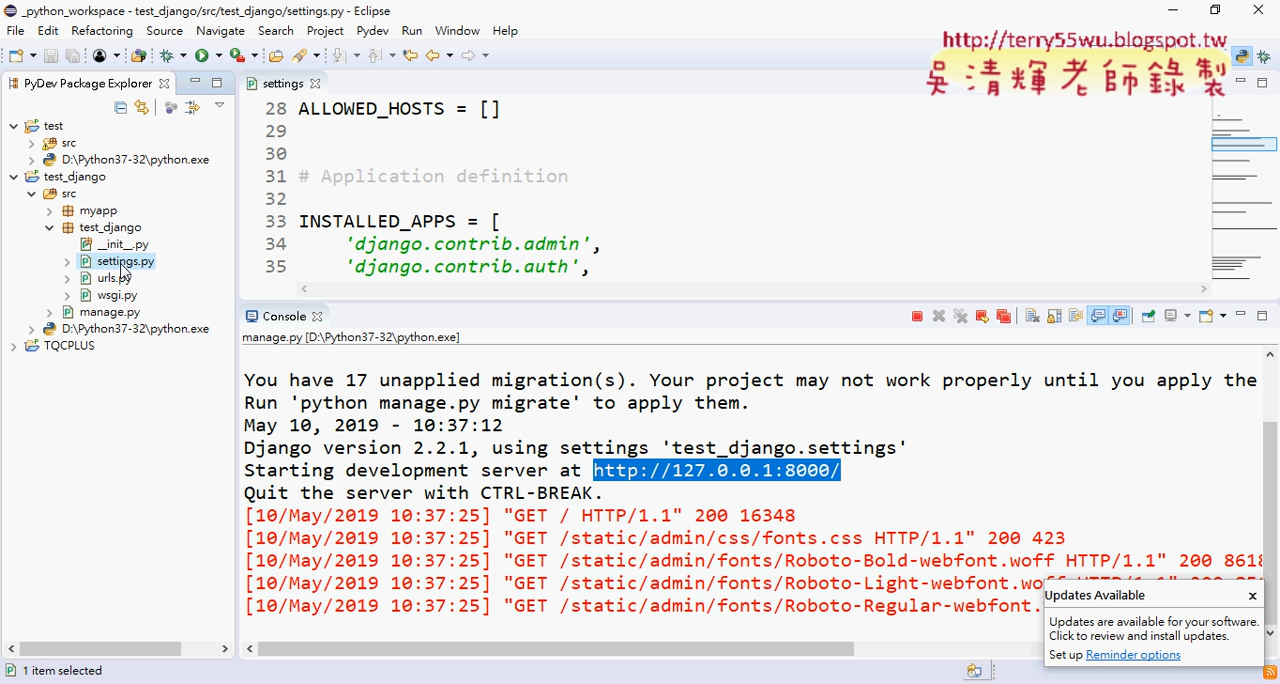 _python_workspace - test_django/src/test_django/settings.py - Eclipse
File Edit Refactoring Source Navigate Search Project Pydev Run Window Help
http://terry55wu.blogspot.tw
吳清輝老師錄製
PyDev Package Explorer
test
src
D:\Python37-32\python.exe
test_django
src
myapp
test_django
__init__.py
settings.py
urls.py
wsgi.py
manage.py
D:\Python37-32\python.exe
TQCPLUS
settings
28 ALLOWED_HOSTS = []
29
30
31 # Application definition
32
33 INSTALLED_APPS = [
34 'django.contrib.admin',
35 'django.contrib.auth',
Console
manage.py [D:\Python37-32\python.exe]
You have 17 unapplied migration(s). Your project may not work properly until you apply the
Run 'python manage.py migrate' to apply them.
May 10, 2019 - 10:37:12
Django version 2.2.1, using settings 'test_django.settings'
Starting development server at http://127.0.0.1:8000/
Quit the server with CTRL-BREAK.
[10/May/2019 10:37:25] "GET / HTTP/1.1" 200 16348
[10/May/2019 10:37:25] "GET /static/admin/css/fonts.css HTTP/1.1" 200 423
[10/May/2019 10:37:25] "GET /static/admin/fonts/Roboto-Bold-webfont.woff HTTP/1.1" 200 8618
[10/May/2019 10:37:25] "GET /static/admin/fonts/Roboto-Light-webfont.wo
[10/May/2019 10:37:25] "GET /static/admin/fonts/Roboto-Regular-webfont.
Updates Available
Updates are available for your software.
Click to review and install updates.
Set up Reminder options
1 item selected